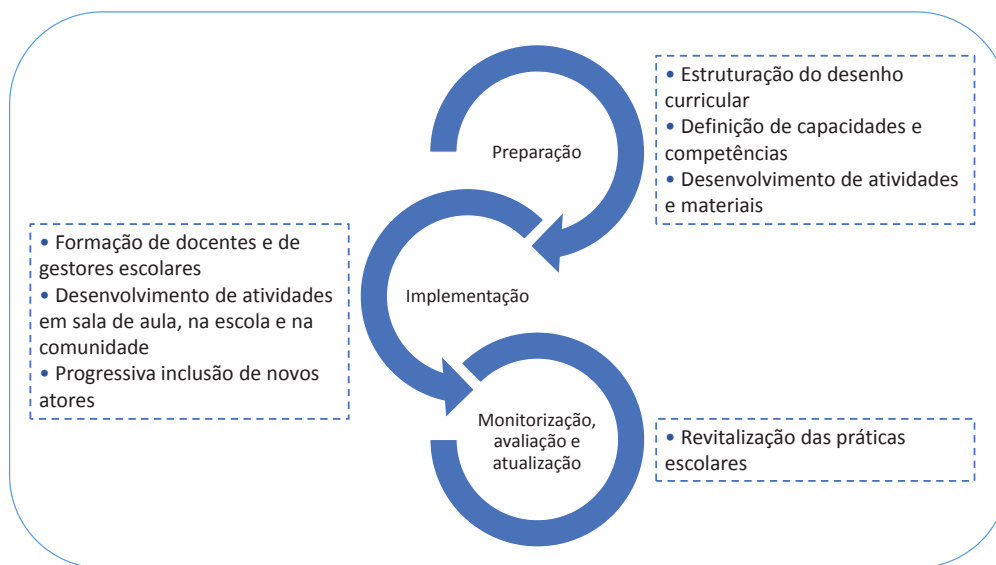 Preparação
• Estruturação do desenho
curricular
• Definição de capacidades e
competências
• Desenvolvimento de atividades
e materiais
• Formação de docentes e de
gestores escolares
• Desenvolvimento de atividades
em sala de aula, na escola e na
comunidade
• Progressiva inclusão de novos
atores
Implementação
Monitorização,
avaliação e
atualização
• Revitalização das práticas
escolares